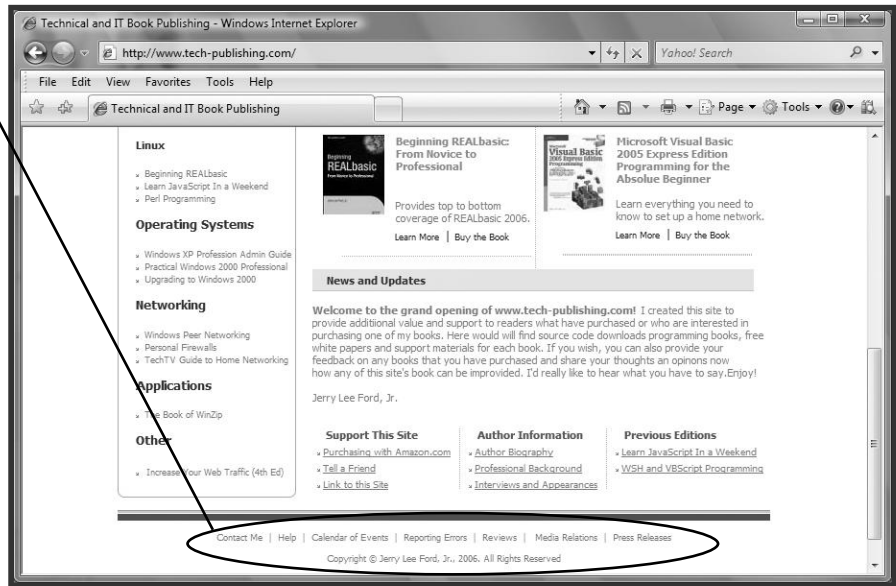 Technical and IT Book Publishing - Windows Internet Explorer
http://www.tech-publishing.com/
Yahoo! Search
File Edit View Favorites Tools Help
Technical and IT Book Publishing
Page Tools
Linux
Beginning REALbasic
Learn JavaScript In a Weekend
Perl Programming
Operating Systems
Windows XP Profession Admin Guide
Practical Windows 2000 Professional
Upgrading to Windows 2000
Networking
Windows Peer Networking
Personal Firewalls
TechTV Guide to Home Networking
Applications
The Book of WinZip
Other
Increase Your Web Traffic (4th Ed)
Beginning
REALbasic
From Novice to Professional
Beginning REALbasic:
From Novice to
Professional
Provides top to bottom
coverage of REALbasic 2006.
Learn More | Buy the Book
Microsoft
Visual Basic
2005 Express Edition
Programming
Microsoft Visual Basic
2005 Express Edition
Programming for the
Absolue Beginner
Learn everything you need to
know to set up a home network.
Learn More | Buy the Book
News and Updates
Welcome to the grand opening of www.tech-publishing.com! I created this site to
provide additiional value and support to readers what have purchased or who are interested in
purchasing one of my books. Here would will find source code downloads programming books, free
white papers and support materials for each book. If you wish, you can also provide your
feedback on any books that you have purchased and share your thoughts an opinons now
how any of this site's book can be improvided. I'd really like to hear what you have to say.Enjoy!
Jerry Lee Ford, Jr.
Support This Site
Purchasing with Amazon.com
Tell a Friend
Link to this Site
Author Information
Author Biography
Professional Background
Interviews and Appearances
Previous Editions
Learn JavaScript In a Weekend
WSH and VBScript Programming
Contact Me | Help | Calendar of Events | Reporting Errors | Reviews | Media Relations | Press Releases
Copyright © Jerry Lee Ford, Jr., 2006. All Rights Reserved